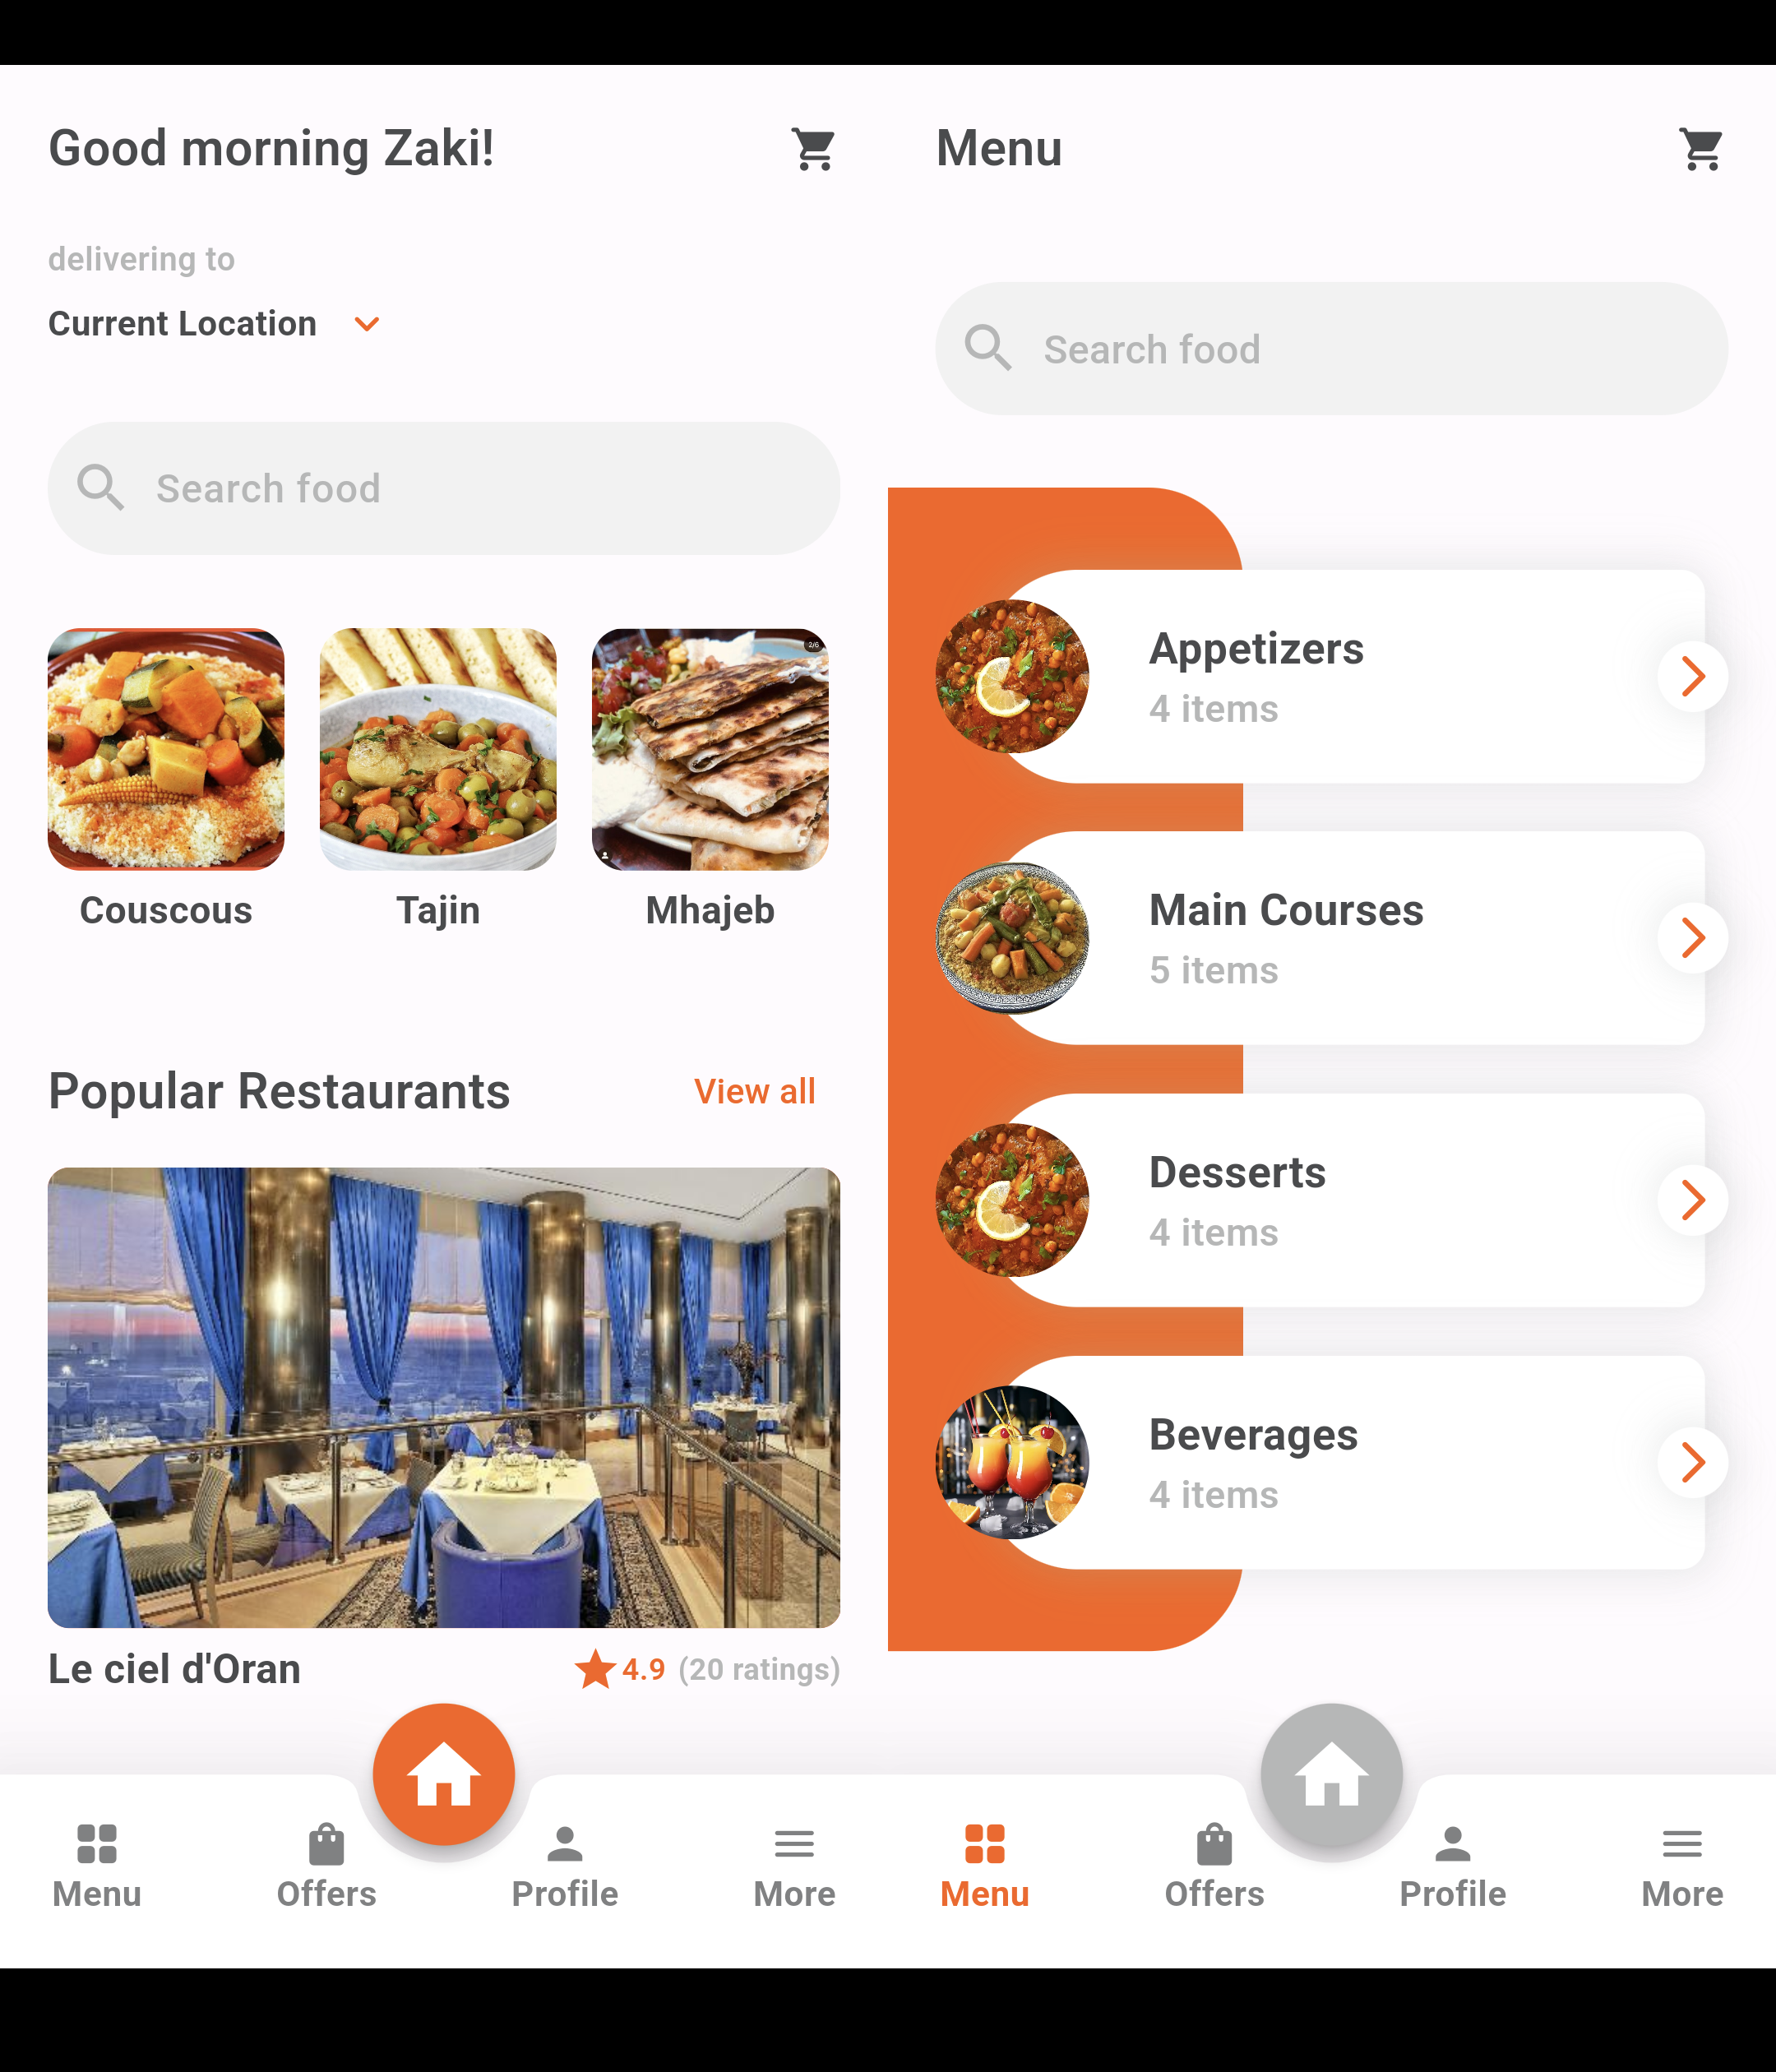 Good morning Zaki!
delivering to
Current Location
Search food
2/6
Couscous
Tajin
Mhajeb
Popular Restaurants
View all
Le ciel d'Oran
4.9 (20 ratings)
Menu
Offers
Profile
More
Menu
Search food
Appetizers
4 items
Main Courses
5 items
Desserts
4 items
Beverages
4 items
Menu
Offers
Profile
More